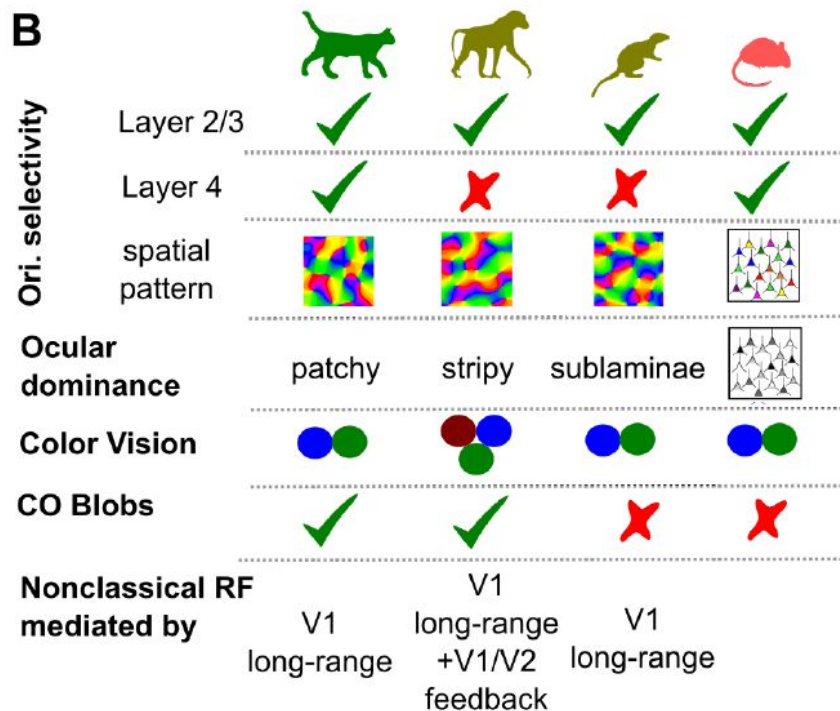 B
Ori. selectivity
Layer 2/3
Layer 4
spatial
pattern
Ocular
dominance
patchy
stripy
sublaminae
Color Vision
CO Blobs
Nonclassical RF
mediated by
V1
long-range
V1
long-range
+V1/V2
feedback
V1
long-range